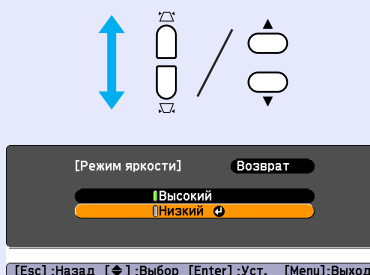 [Режим яркости] Возврат
Высокий
Низкий
[Esc]:Назад [◆]:Выбор [Enter]:Уст. [Menu]:Выход